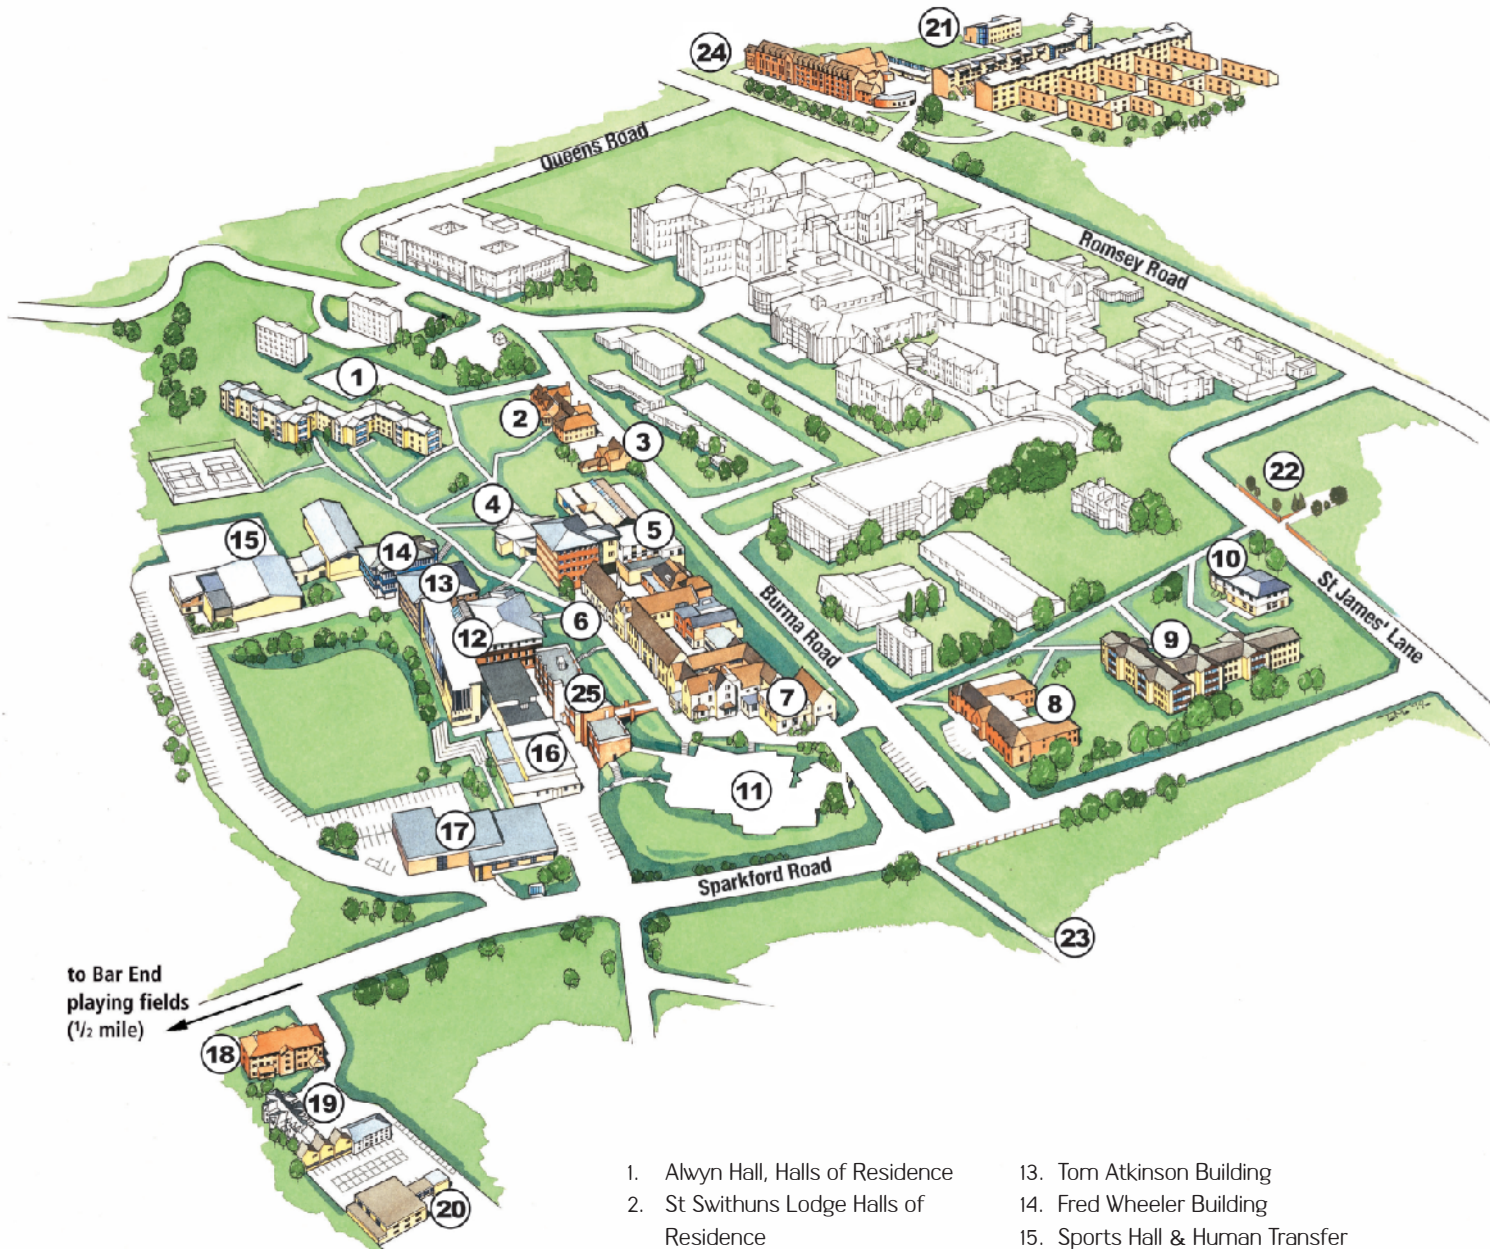 24
21
Queens Road
Romsey Road
1
2
3
22
4
5
15
14
10
13
St James' Lane
6
12
Burma Road
9
25
7
8
16
11
17
Sparkford Road
23
to Bar End
playing fields
(1/2 mile)
18
19
20
1. Alwyn Hall, Halls of Residence
2. St Swithuns Lodge Halls of
Residence
13. Tom Atkinson Building
14. Fred Wheeler Building
15. Sports Hall & Human Transfer